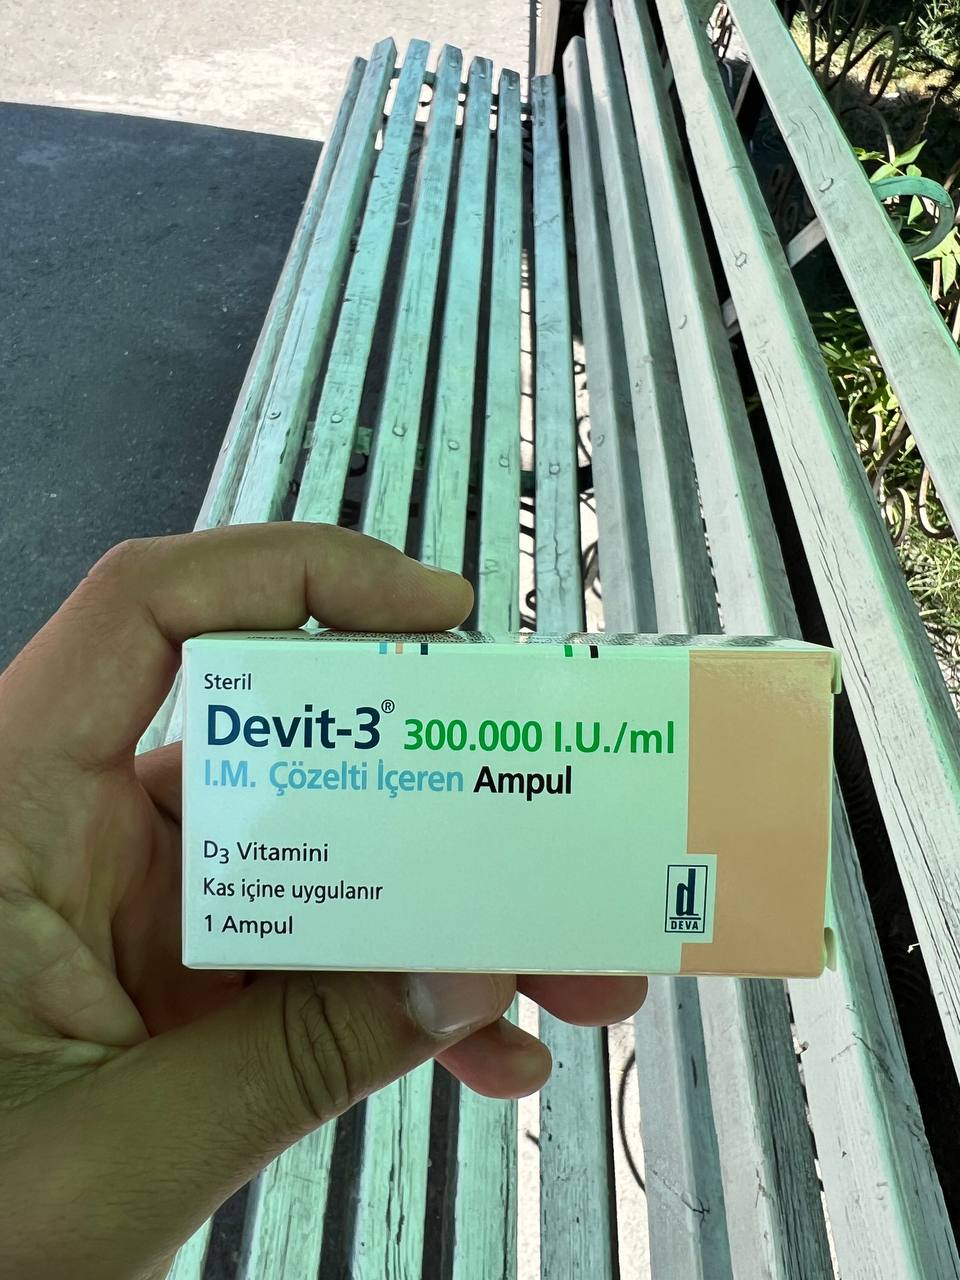 Steril
Devit-3® 300.000 I.U./ml
I.M. Çözelti İçeren Ampul
D3 Vitamini
Kas içine uygulanır
1 Ampul
d
DEVA